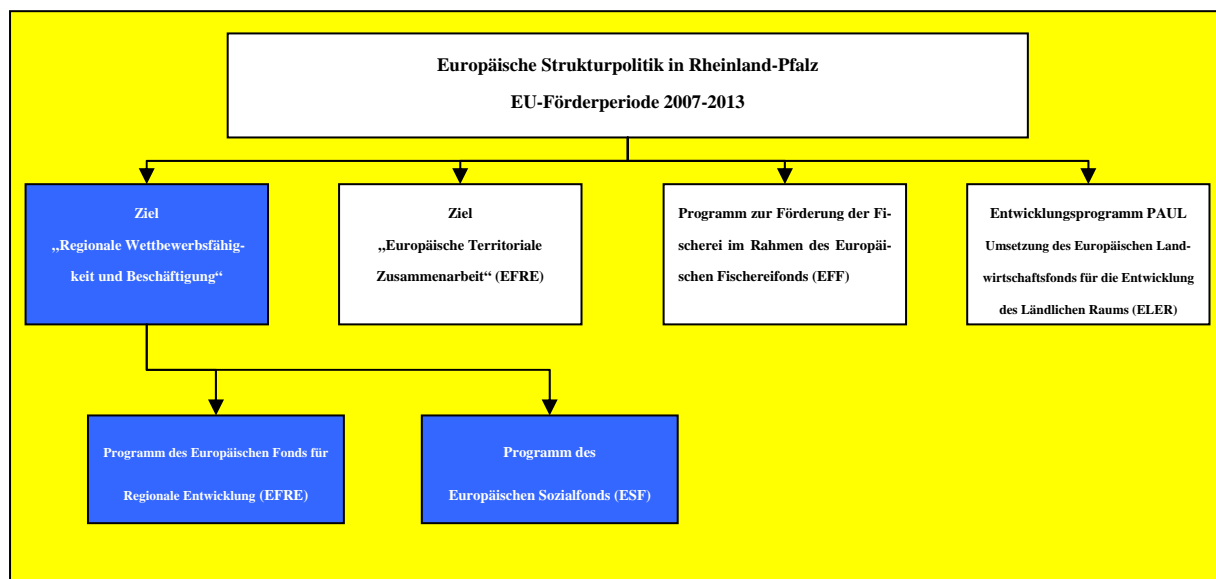 Europäische Strukturpolitik in Rheinland-Pfalz
EU-Förderperiode 2007-2013
Ziel
„Regionale Wettbewerbsfähig-
keit und Beschäftigung“
Ziel
„Europäische Territoriale
Zusammenarbeit“ (EFRE)
Programm zur Förderung der Fi-
scherei im Rahmen des Europäi-
schen Fischereifonds (EFF)
Entwicklungsprogramm PAUL
Umsetzung des Europäischen Land-
wirtschaftsfonds für die Entwicklung
des Ländlichen Raums (ELER)
Programm des Europäischen Fonds für
Regionale Entwicklung (EFRE)
Programm des
Europäischen Sozialfonds (ESF)